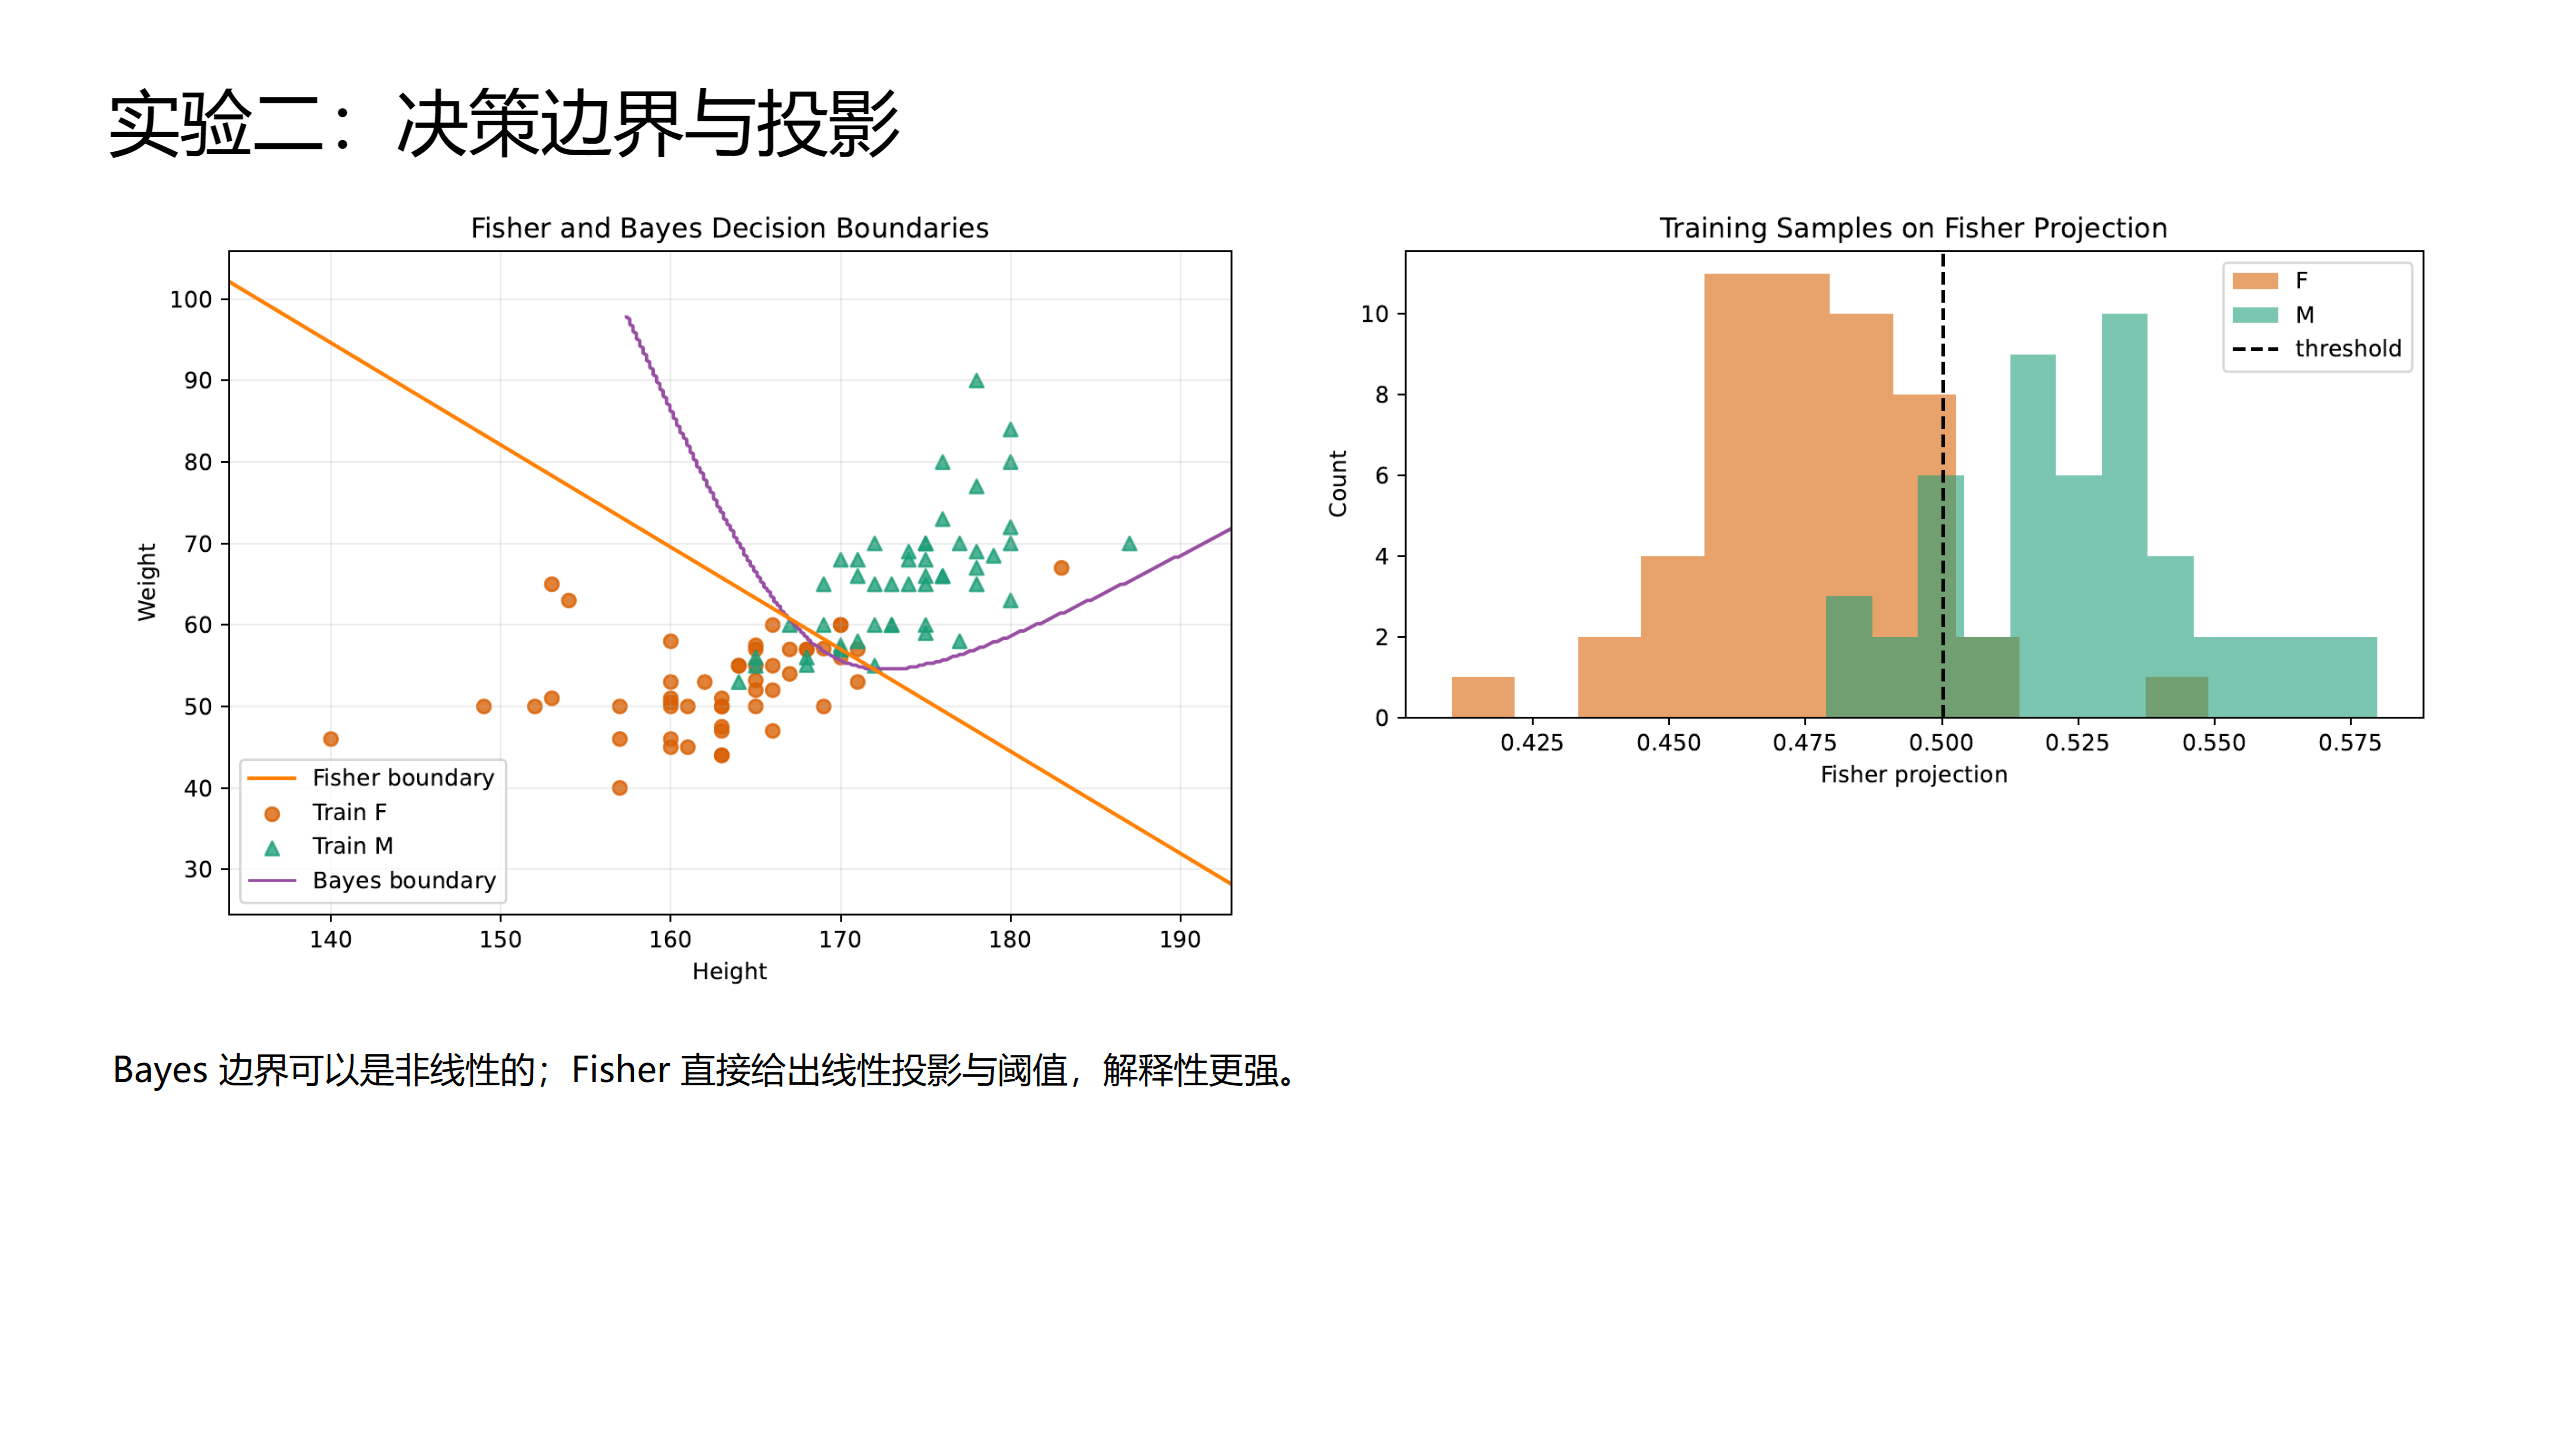 实验二：决策边界与投影
Fisher and Bayes Decision Boundaries
100
90
80
70
60
50
40
30
Weight
140 150 160 170 180 190
Height
Fisher boundary
Train F
Train M
Bayes boundary
Training Samples on Fisher Projection
10
8
6
4
2
0
Count
0.425 0.450 0.475 0.500 0.525 0.550 0.575
Fisher projection
F
M
threshold
Bayes 边界可以是非线性的；Fisher 直接给出线性投影与阈值，解释性更强。